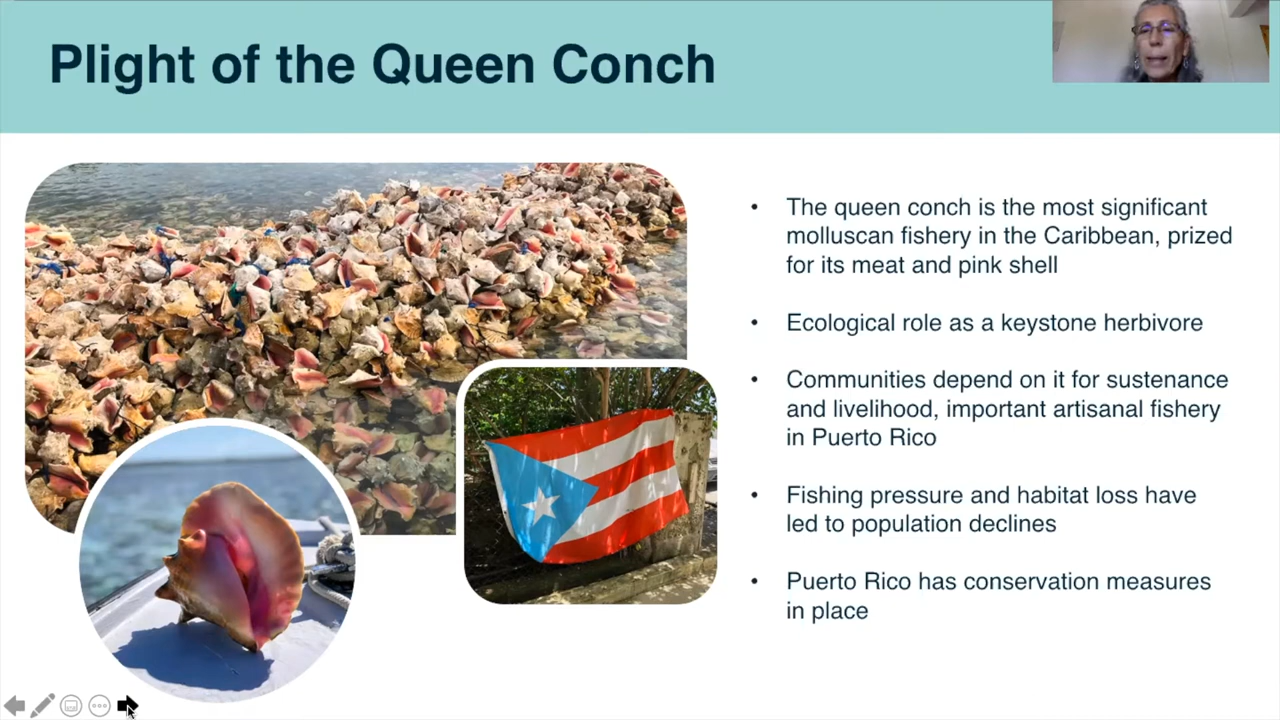 Plight of the Queen Conch
• The queen conch is the most significant
molluscan fishery in the Caribbean, prized
for its meat and pink shell
• Ecological role as a keystone herbivore
• Communities depend on it for sustenance
and livelihood, important artisanal fishery
in Puerto Rico
• Fishing pressure and habitat loss have
led to population declines
• Puerto Rico has conservation measures
in place